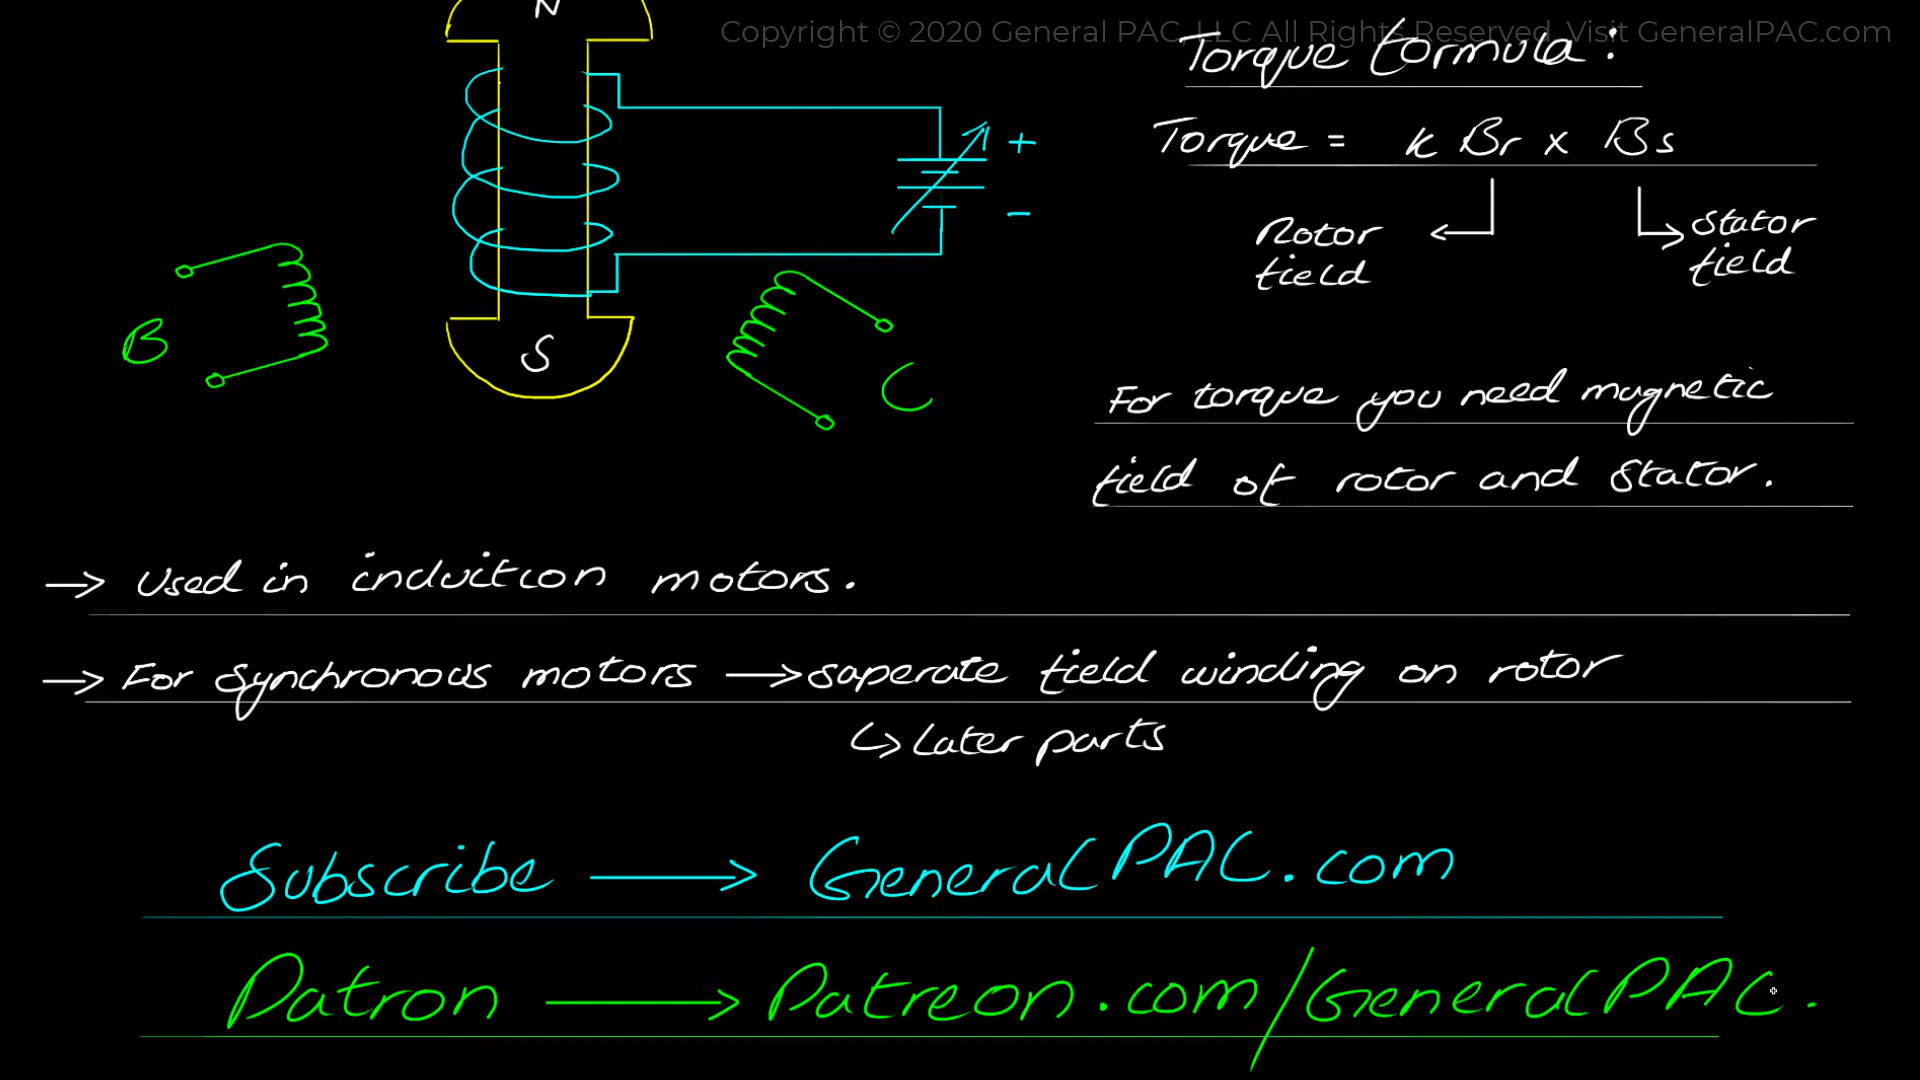 Copyright © 2020 General PAC, LLC All Rights Reserved. Visit GeneralPAC.com
N
Torque formula:
Torque = k Br x Bs
+
-
Rotor field
Stator field
B
S
C
For torque you need magnetic
field of rotor and stator.
→ Used in induction motors.
→ For Synchronous motors → saperate field winding on rotor
↳ Later parts
Subscribe → GeneralPAC.com
Patron → Patreon.com/GeneralPAC.